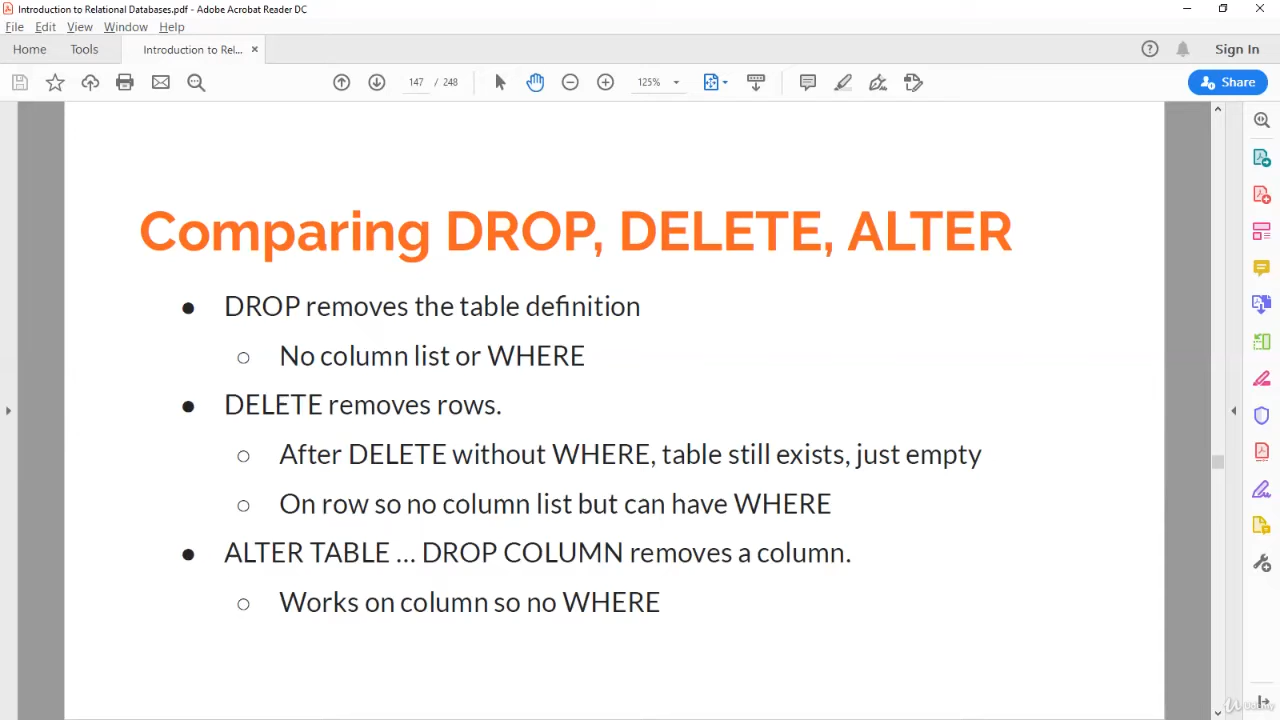 Introduction to Relational Databases.pdf - Adobe Acrobat Reader DC
File Edit View Window Help
Home Tools Introduction to Rel... × Sign In
147 / 248 125% Share
Comparing DROP, DELETE, ALTER
● DROP removes the table definition
○ No column list or WHERE
● DELETE removes rows.
○ After DELETE without WHERE, table still exists, just empty
○ On row so no column list but can have WHERE
● ALTER TABLE ... DROP COLUMN removes a column.
○ Works on column so no WHERE
Udemy